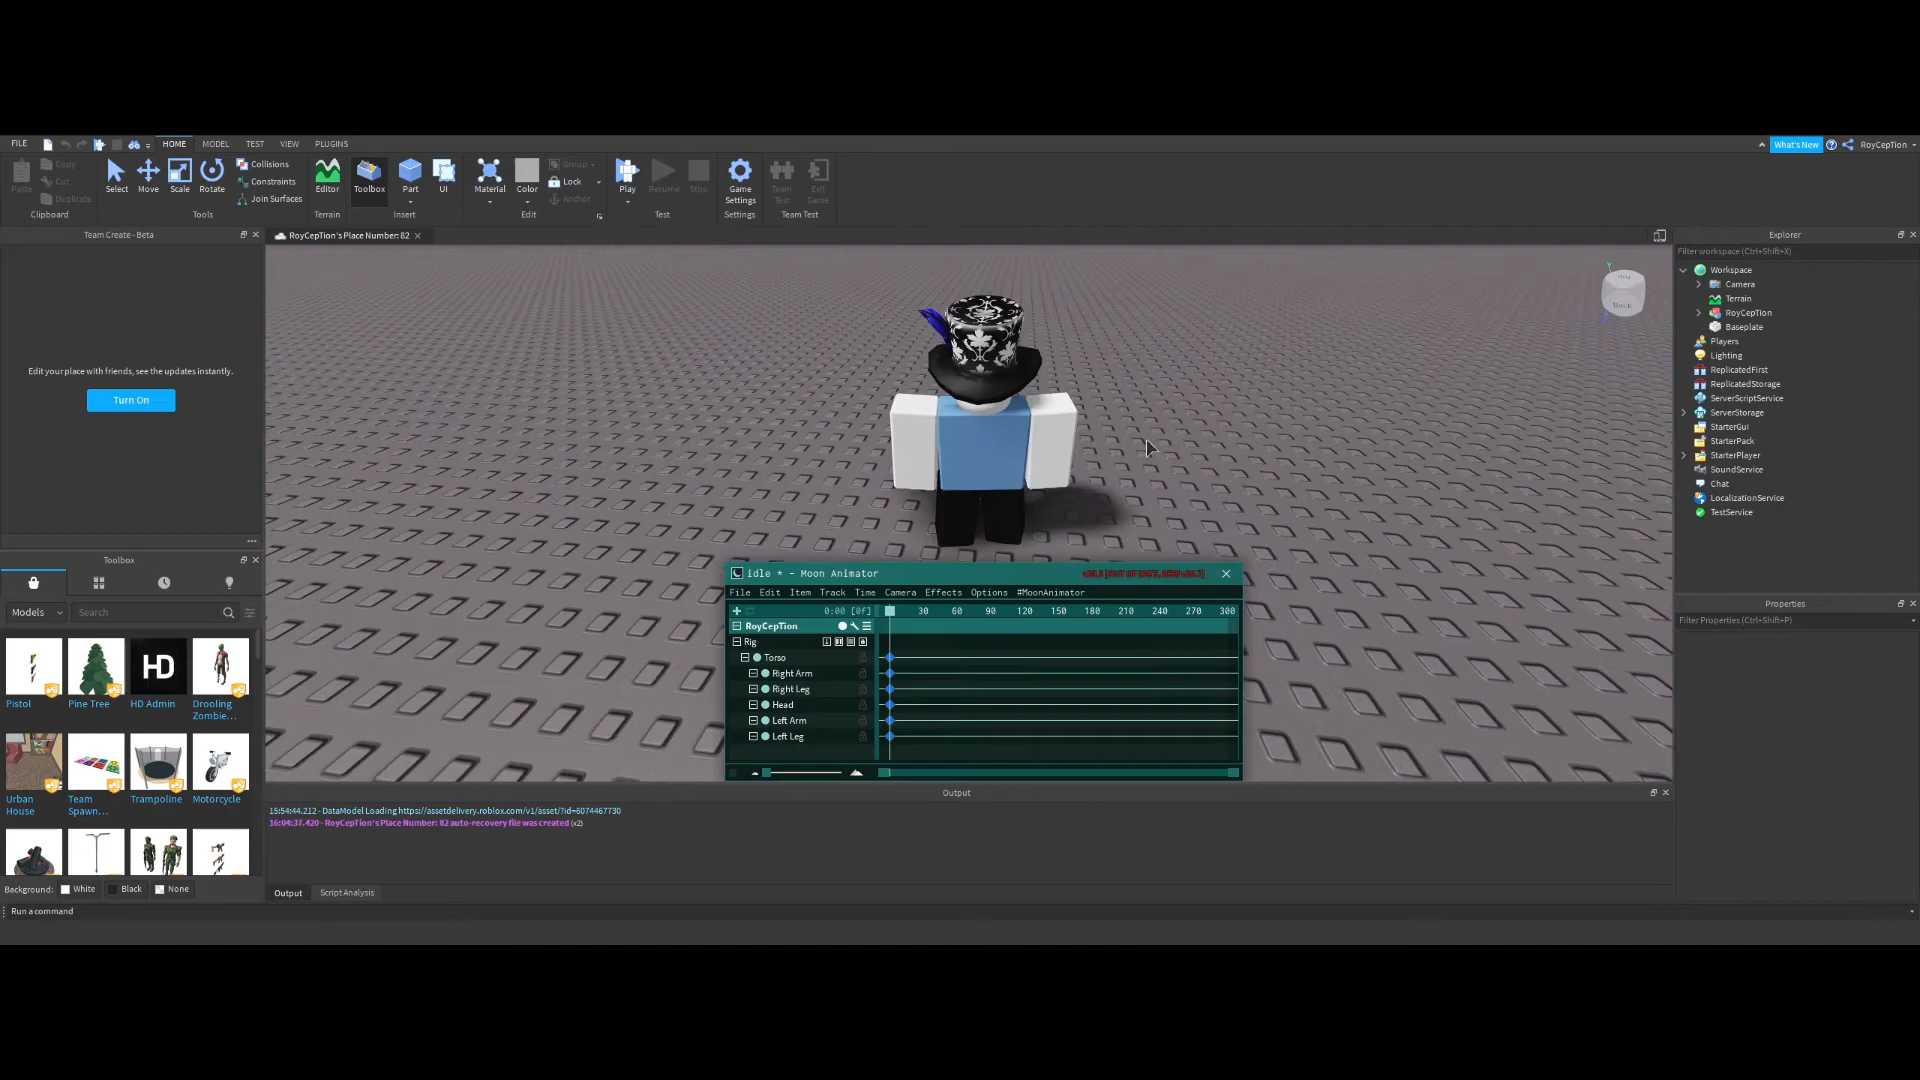 FILE HOME MODEL TEST VIEW PLUGINS What's New RoyCepTion
Paste Copy Cut Duplicate Clipboard
Select Move Scale Rotate Collisions Constraints Join Surfaces Tools
Editor Terrain
Toolbox Part UI Insert
Material Color Group Lock Anchor Edit
Play Resume Stop Test
Game Settings Settings
Team Test Exit Game Team Test
Team Create - Beta
Edit your place with friends, see the updates instantly.
Turn On
Toolbox
Models Search
Pistol
Pine Tree
HD
HD Admin
Drooling Zombie...
Urban House
Team Spawn...
Trampoline
Motorcycle
Background: White Black None
Run a command
RoyCepTion's Place Number: 82
idle * - Moon Animator
File Edit Item Track Time Camera Effects Options #MoonAnimator
0:00 [0f] 30 60 90 120 150 180 210 240 270 300
RoyCepTion
Rig
Torso
Right Arm
Right Leg
Head
Left Arm
Left Leg
Output
15:54:44.212 - DataModel Loading https://assetdelivery.roblox.com/v1/asset/?id=6074467730
16:04:37.420 - RoyCepTion's Place Number: 82 auto-recovery file was created (x2)
Output Script Analysis
Explorer
Filter workspace (Ctrl+Shift+X)
Workspace
Camera
Terrain
RoyCepTion
Baseplate
Players
Lighting
ReplicatedFirst
ReplicatedStorage
ServerScriptService
ServerStorage
StarterGui
StarterPack
StarterPlayer
SoundService
Chat
LocalizationService
TestService
Properties
Filter Properties (Ctrl+Shift+P)